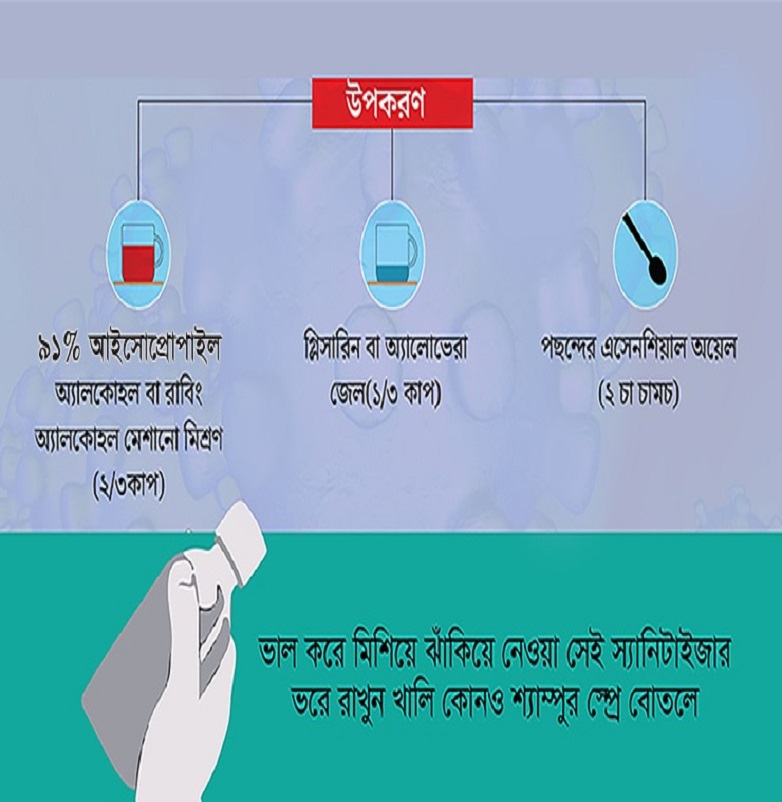 উপকরণ
৯১% আইসোপ্রোপাইল
অ্যালকোহল বা রাবিং
অ্যালকোহল মেশানো মিশ্রণ
(২/৩কাপ)
গ্লিসারিন বা অ্যালোভেরা
জেল(১/৩ কাপ)
পছন্দের এসেনশিয়াল অয়েল
(২ চা চামচ)
ভাল করে মিশিয়ে ঝাঁকিয়ে নেওয়া সেই স্যানিটাইজার
ভরে রাখুন খালি কোনও শ্যাম্পুর স্প্রে বোতলে